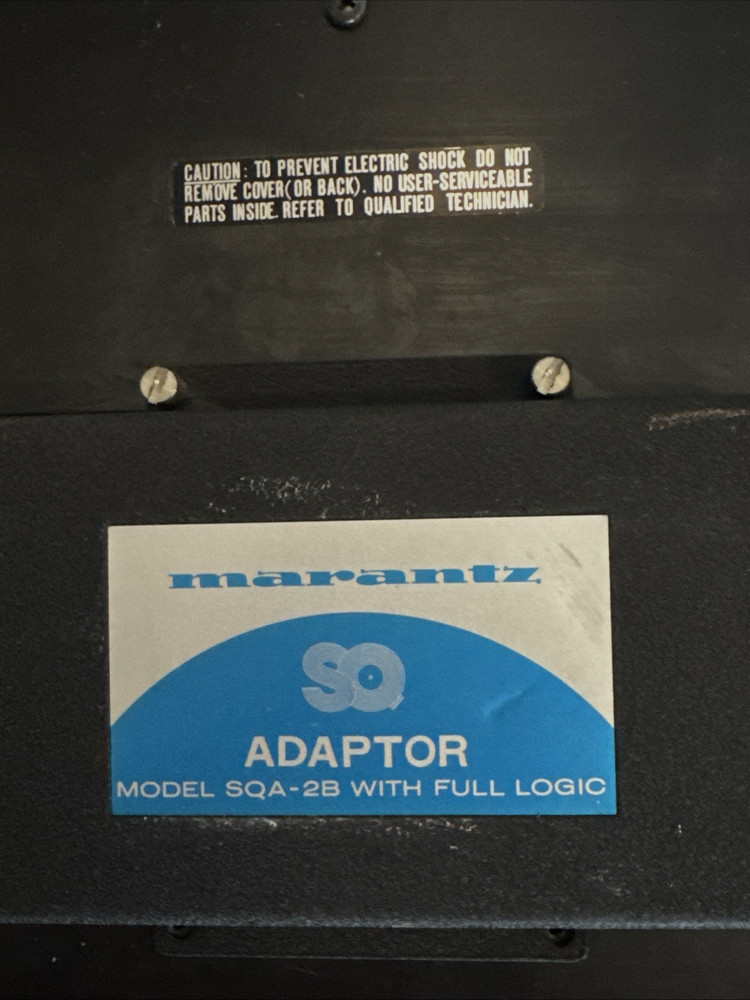 CAUTION: TO PREVENT ELECTRIC SHOCK DO NOT
REMOVE COVER(OR BACK). NO USER-SERVICEABLE
PARTS INSIDE. REFER TO QUALIFIED TECHNICIAN.
marantz
SQ
ADAPTOR
MODEL SQA-2B WITH FULL LOGIC